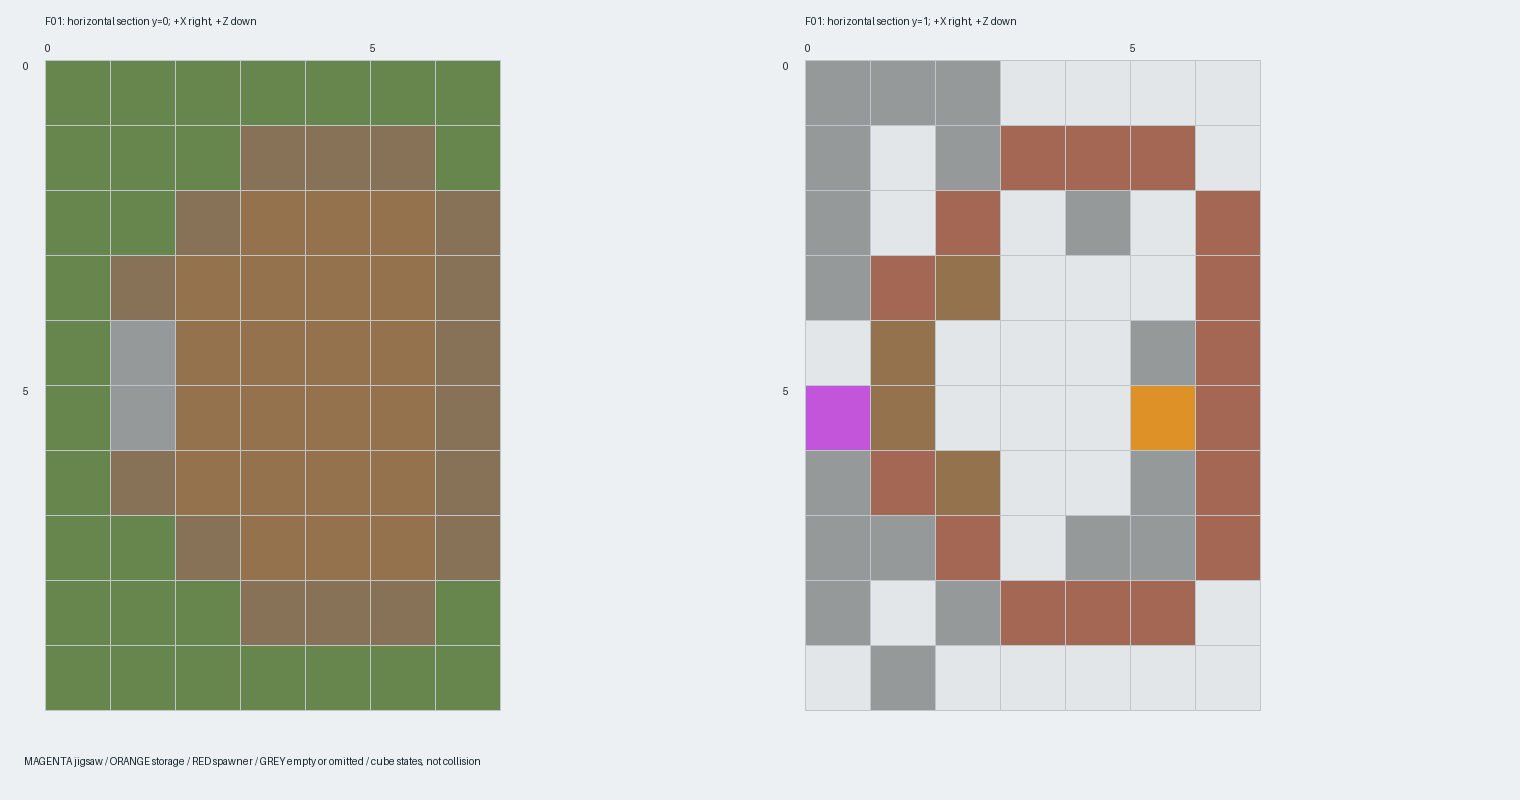 F01: horizontal section y=0; +X right, +Z down
F01: horizontal section y=1; +X right, +Z down
0 5
0 5
0 0
5 5
MAGENTA jigsaw / ORANGE storage / RED spawner / GREY empty or omitted / cube states, not collision